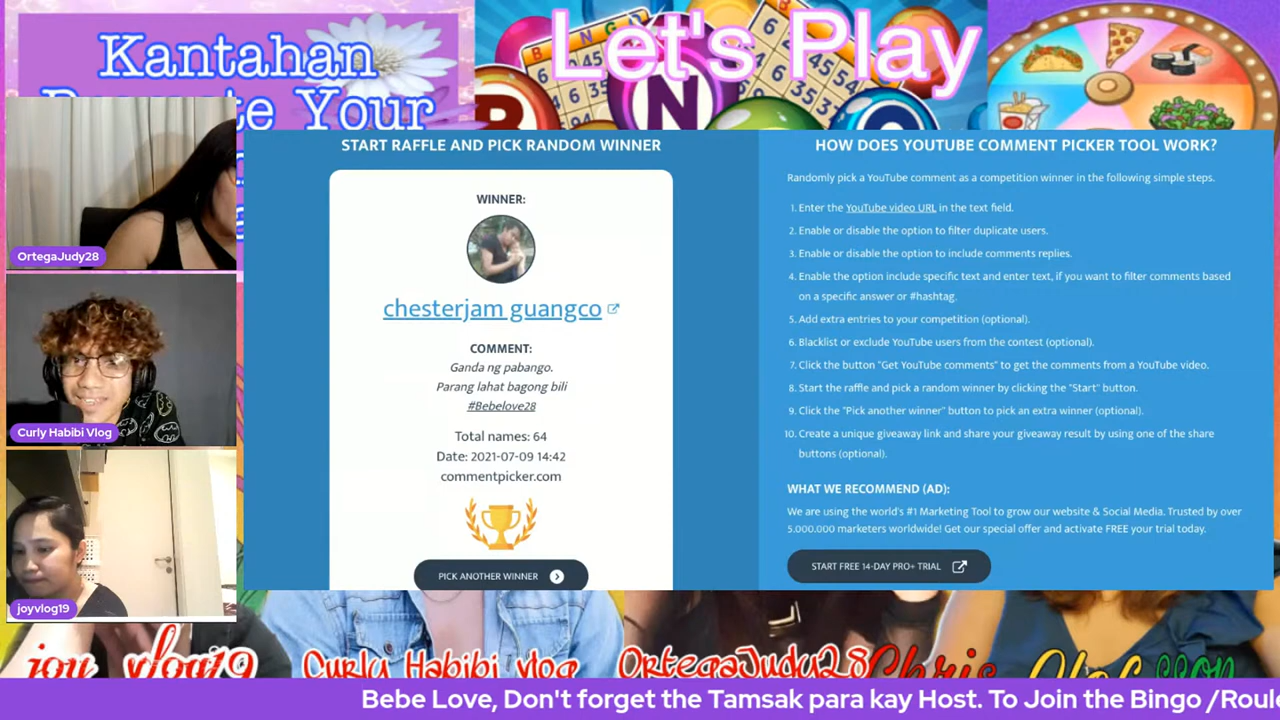 Kantahan
Let's Play
START RAFFLE AND PICK RANDOM WINNER
WINNER:
chesterjam guangco
COMMENT:
Ganda ng pabango.
Parang lahat bagong bili
#Bebelove28
Total names: 64
Date: 2021-07-09 14:42
commentpicker.com
PICK ANOTHER WINNER
HOW DOES YOUTUBE COMMENT PICKER TOOL WORK?
Randomly pick a YouTube comment as a competition winner in the following simple steps.
1. Enter the YouTube video URL in the text field.
2. Enable or disable the option to filter duplicate users.
3. Enable or disable the option to include comments replies.
4. Enable the option include specific text and enter text, if you want to filter comments based
on a specific answer or #hashtag.
5. Add extra entries to your competition (optional).
6. Blacklist or exclude YouTube users from the contest (optional).
7. Click the button "Get YouTube comments" to get the comments from a YouTube video.
8. Start the raffle and pick a random winner by clicking the "Start" button.
9. Click the "Pick another winner" button to pick an extra winner (optional).
10. Create a unique giveaway link and share your giveaway result by using one of the share
buttons (optional).
WHAT WE RECOMMEND (AD):
We are using the world's #1 Marketing Tool to grow our website & Social Media. Trusted by over
5.000.000 marketers worldwide! Get our special offer and activate FREE your trial today.
START FREE 14-DAY PRO+ TRIAL
Your
OrtegaJudy28
Curly Habibi Vlog
joyvlog19
joy vlog19
Curly Habibi vlog
OrtegaJudy28
Chris
Bebe Love, Don't forget the Tamsak para kay Host. To Join the Bingo /Roul